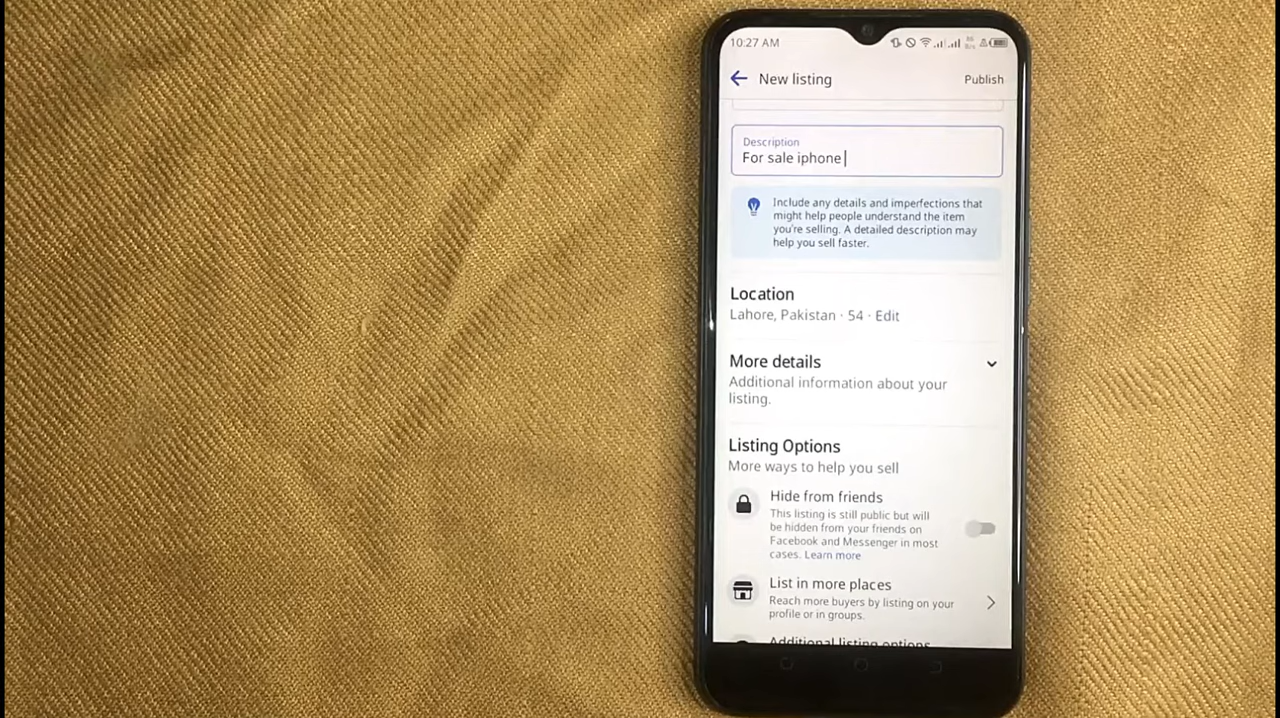 10:27 AM
New listing
Publish
Description
For sale iphone
Include any details and imperfections that
might help people understand the item
you're selling. A detailed description may
help you sell faster.
Location
Lahore, Pakistan · 54 · Edit
More details
Additional information about your
listing.
Listing Options
More ways to help you sell
Hide from friends
This listing is still public but will
be hidden from your friends on
Facebook and Messenger in most
cases. Learn more
List in more places
Reach more buyers by listing on your
profile or in groups.
Additional listing options